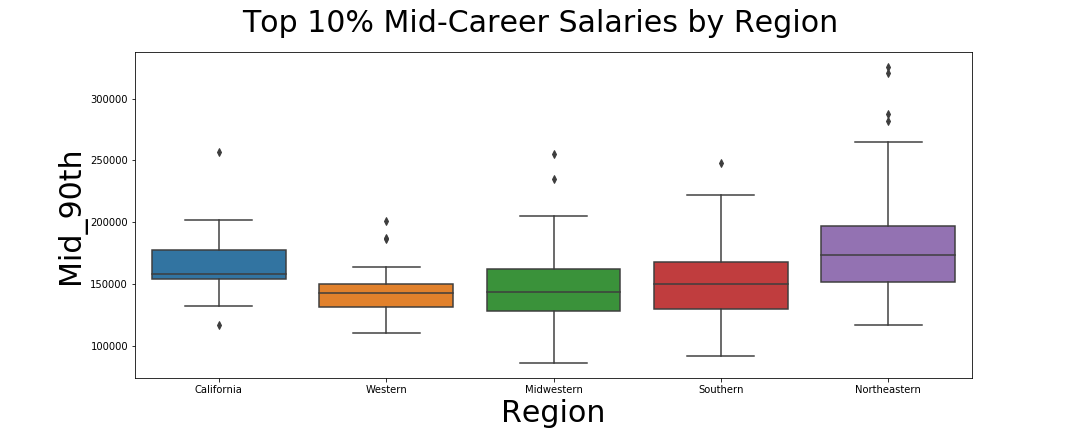 Top 10% Mid-Career Salaries by Region
Mid_90th
300000
250000
200000
150000
100000
California Western Midwestern Southern Northeastern
Region